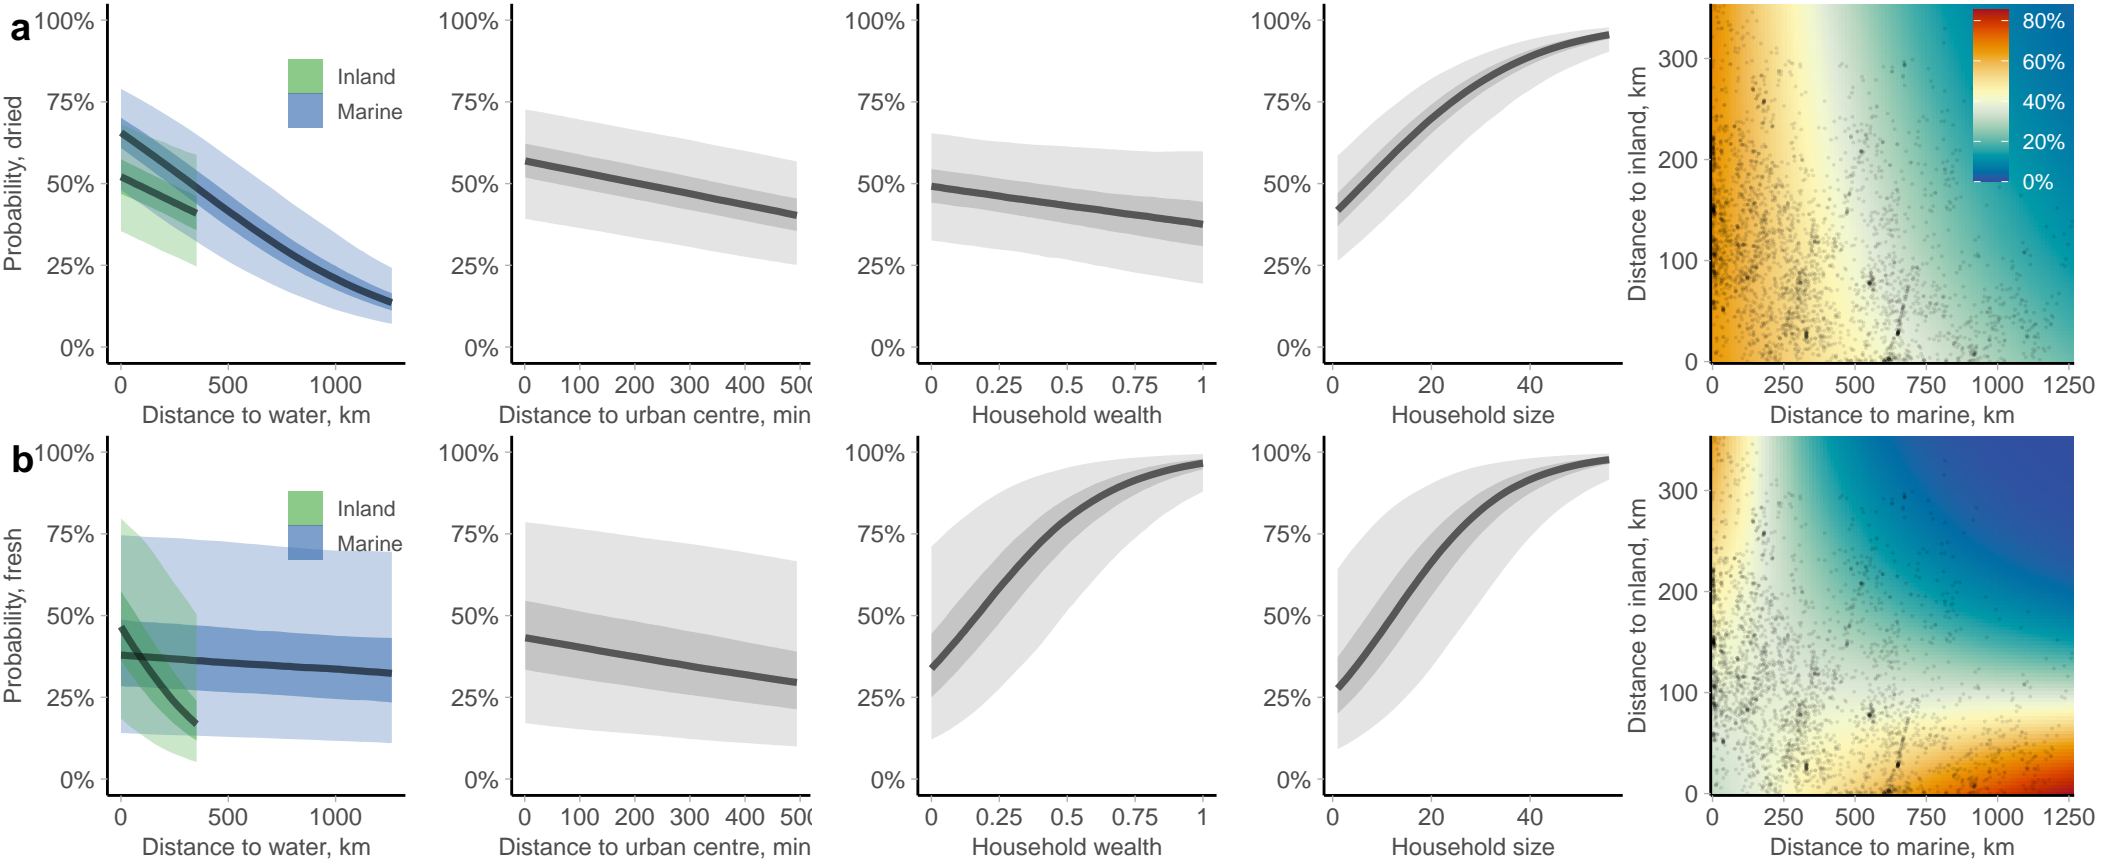 a
100%
75%
50%
25%
0%
Probability, dried
Inland
Marine
0 500 1000
Distance to water, km
100%
75%
50%
25%
0%
0 100 200 300 400 500
Distance to urban centre, min
100%
75%
50%
25%
0%
0 0.25 0.5 0.75 1
Household wealth
100%
75%
50%
25%
0%
0 20 40
Household size
Distance to inland, km
300
200
100
0
80%
60%
40%
20%
0%
0 250 500 750 1000 1250
Distance to marine, km
b
100%
75%
50%
25%
0%
Probability, fresh
Inland
Marine
0 500 1000
Distance to water, km
100%
75%
50%
25%
0%
0 100 200 300 400 500
Distance to urban centre, min
100%
75%
50%
25%
0%
0 0.25 0.5 0.75 1
Household wealth
100%
75%
50%
25%
0%
0 20 40
Household size
Distance to inland, km
300
200
100
0
0 250 500 750 1000 1250
Distance to marine, km